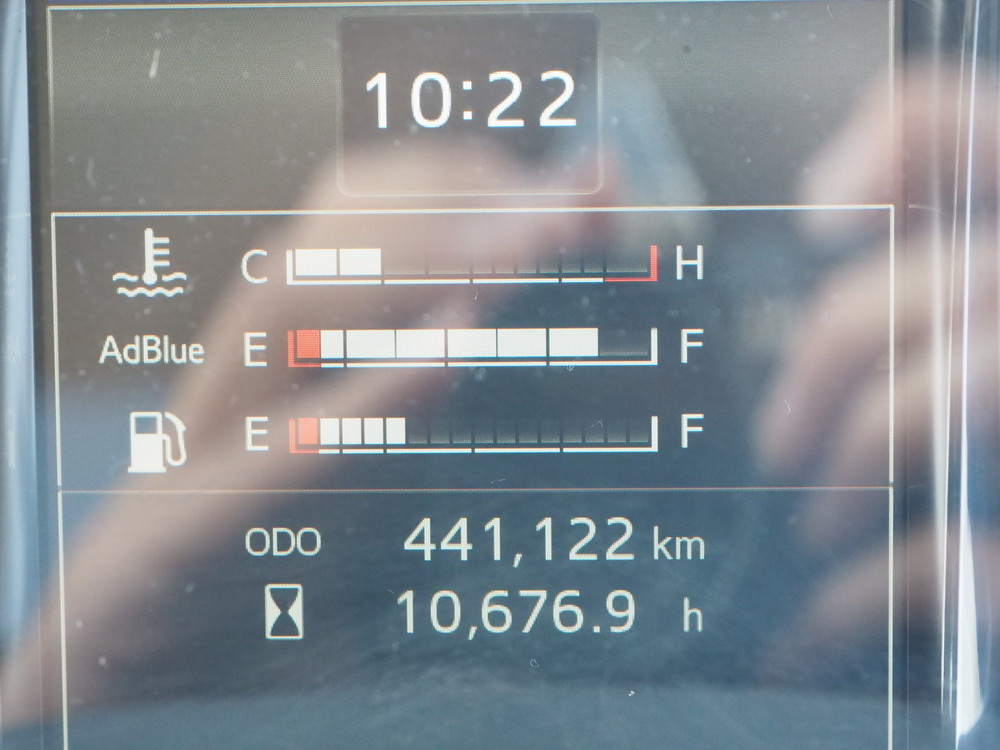 10:22
C H
AdBlue E F
E F
ODO 441,122 km
10,676.9 h